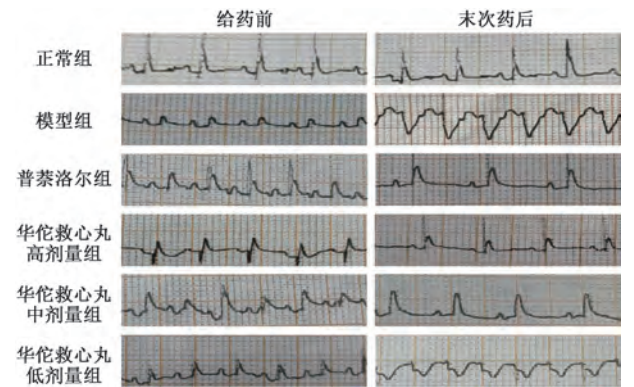 给药前
末次药后
正常组
模型组
普萘洛尔组
华佗救心丸
高剂量组
华佗救心丸
中剂量组
华佗救心丸
低剂量组